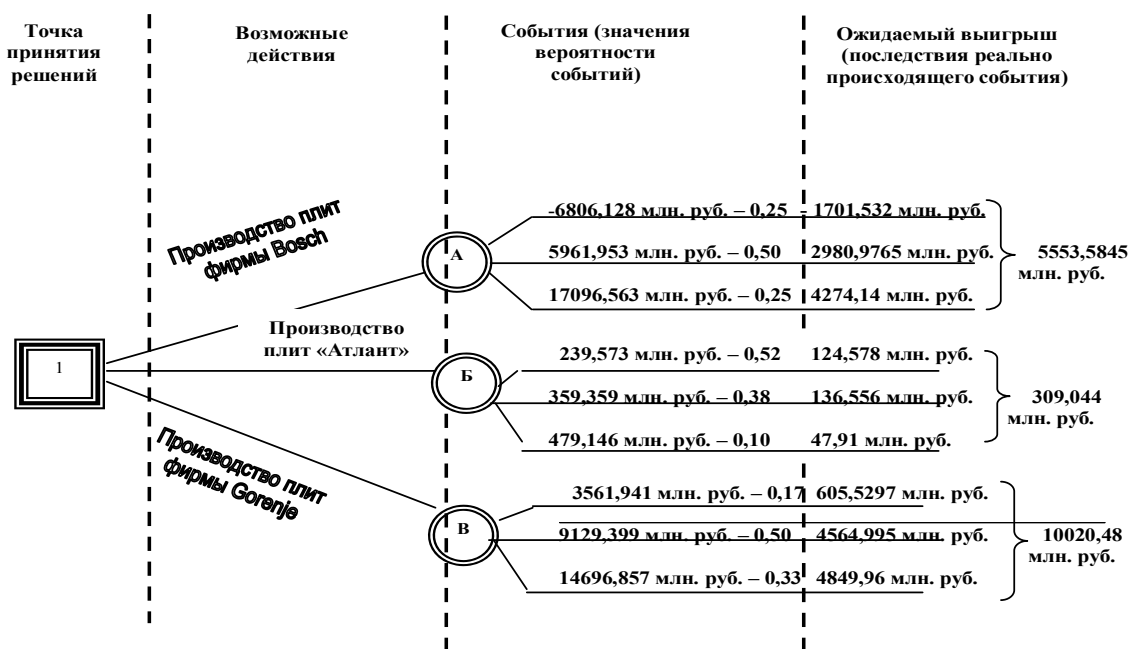 Точка
принятия
решений
Возможные
действия
События (значения
вероятности
событий)
Ожидаемый выигрыш
(последствия реально
происходящего события)
Производство плит
фирмы Bosch
А
-6806,128 млн. руб. – 0,25 - 1701,532 млн. руб.
5961,953 млн. руб. – 0,50 2980,9765 млн. руб.
17096,563 млн. руб. – 0,25 4274,14 млн. руб.
5553,5845
млн. руб.
1
Производство
плит «Атлант»
Б
239,573 млн. руб. – 0,52 124,578 млн. руб.
359,359 млн. руб. – 0,38 136,556 млн. руб.
479,146 млн. руб. – 0,10 47,91 млн. руб.
309,044
млн. руб.
Производство плит
фирмы Gorenje
В
3561,941 млн. руб. – 0,17 605,5297 млн. руб.
9129,399 млн. руб. – 0,50 4564,995 млн. руб.
14696,857 млн. руб. – 0,33 4849,96 млн. руб.
10020,48
млн. руб.